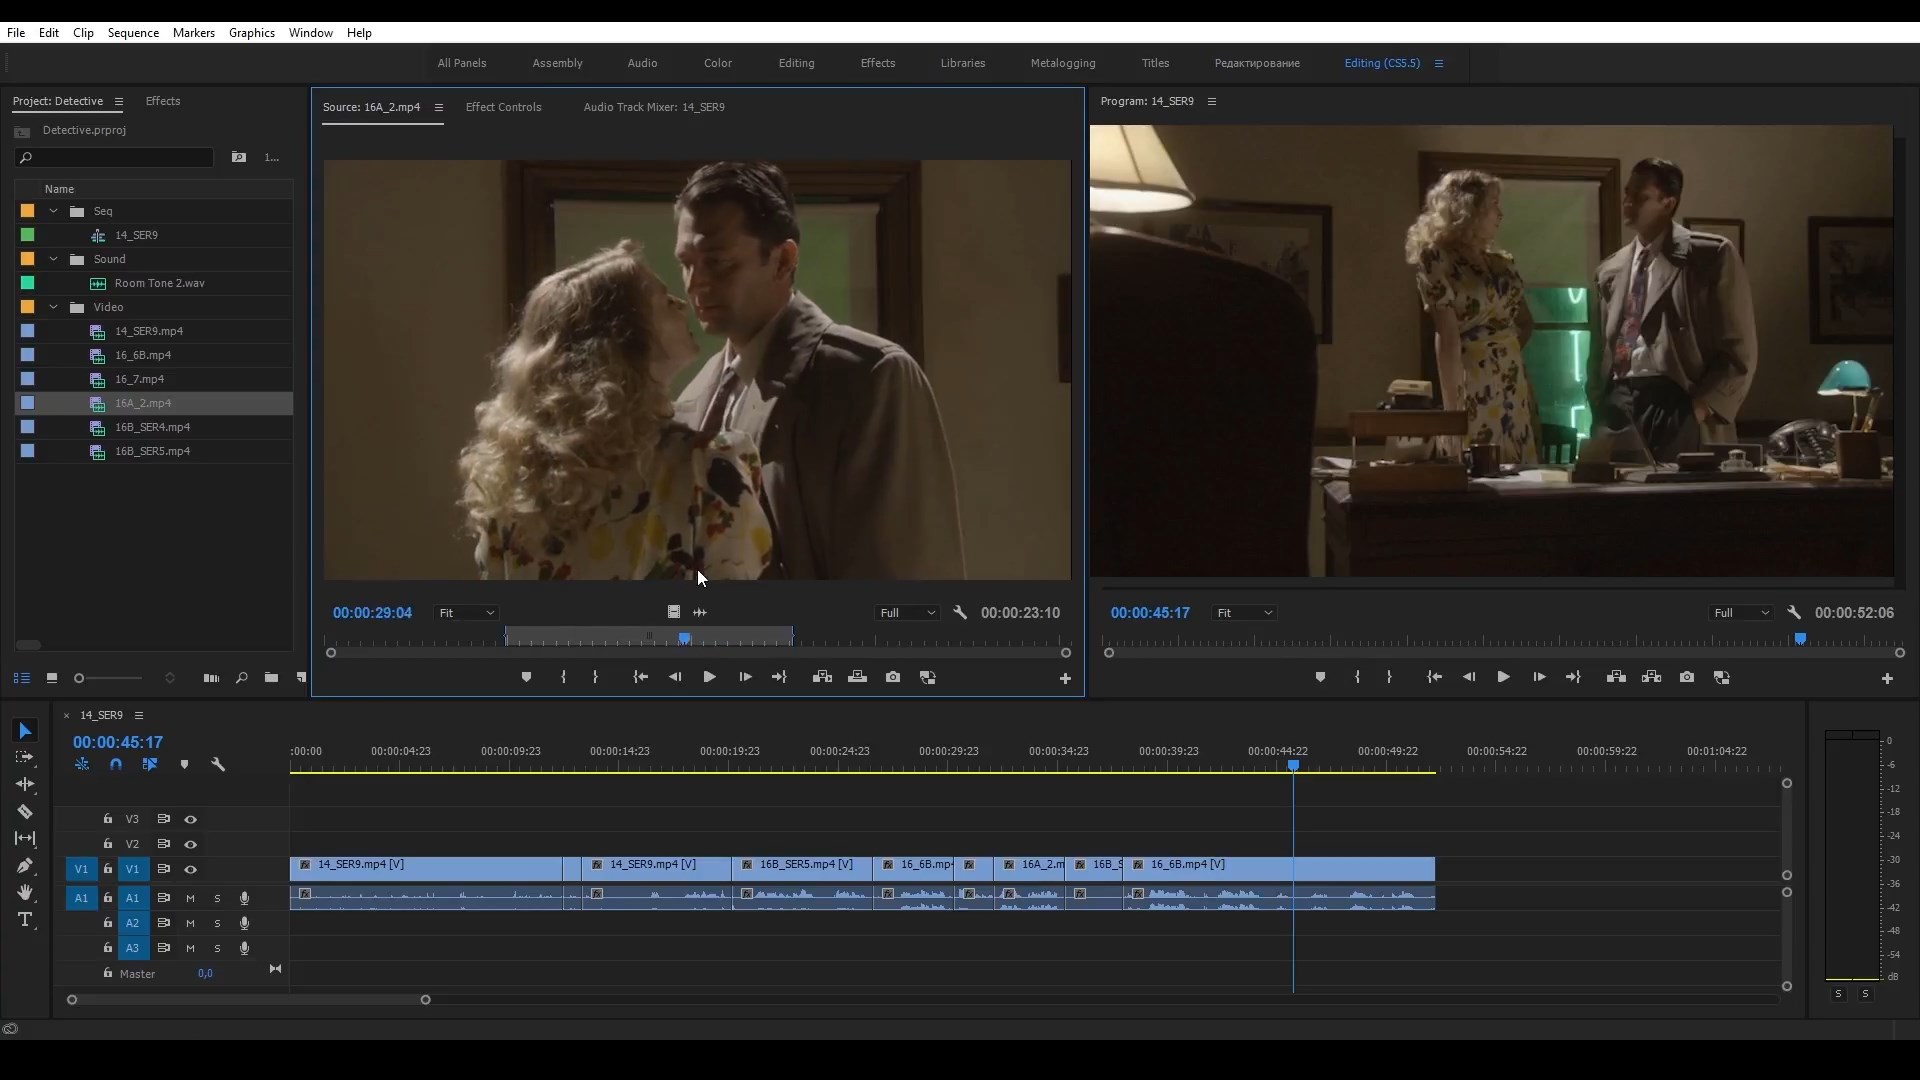 File Edit Clip Sequence Markers Graphics Window Help
All Panels Assembly Audio Color Editing Effects Libraries Metalogging Titles Редактирование Editing (CS5.5)
Project: Detective Effects
Detective.prproj
1...
Name
Seq
14_SER9
Sound
Room Tone 2.wav
Video
14_SER9.mp4
16_6B.mp4
16_7.mp4
16A_2.mp4
16B_SER4.mp4
16B_SER5.mp4
Source: 16A_2.mp4 Effect Controls Audio Track Mixer: 14_SER9
00:00:29:04 Fit Full 00:00:23:10
Program: 14_SER9
00:00:45:17 Fit Full 00:00:52:06
× 14_SER9
00:00:45:17
:00:00 00:00:04:23 00:00:09:23 00:00:14:23 00:00:19:23 00:00:24:23 00:00:29:23 00:00:34:23 00:00:39:23 00:00:44:22 00:00:49:22 00:00:54:22 00:00:59:22 00:01:04:22
V3
V2
V1 V1
14_SER9.mp4 [V] fx 14_SER9.mp4 [V] fx 16B_SER5.mp4 [V] fx 16_6B.mp4 fx fx 16A_2.m fx 16B_S fx 16_6B.mp4 [V]
A1 A1 M S
A2 M S
A3 M S
Master 0,0
0
-6
-12
-18
-24
-30
-36
-42
-48
-54
dB
S S